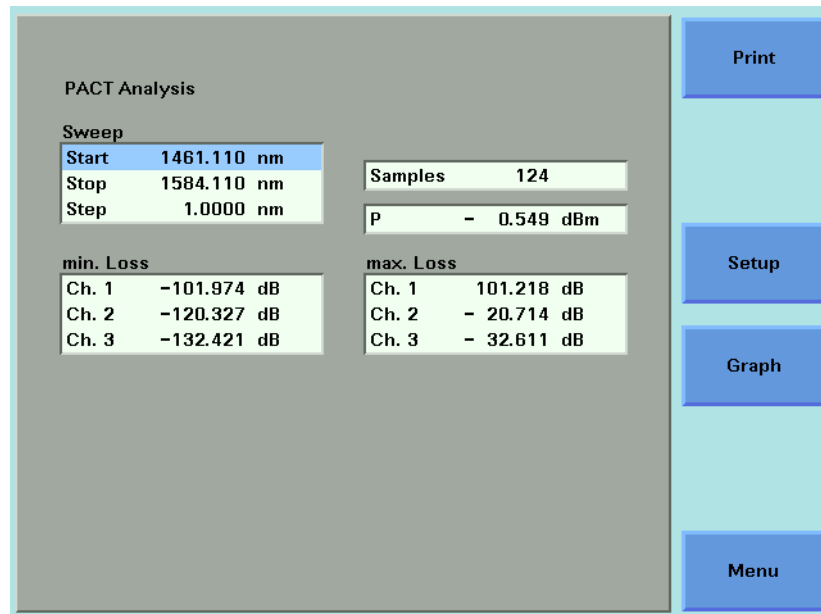 PACT Analysis
Sweep
Start 1461.110 nm
Stop 1584.110 nm
Step 1.0000 nm
Samples 124
P - 0.549 dBm
min. Loss
Ch. 1 -101.974 dB
Ch. 2 -120.327 dB
Ch. 3 -132.421 dB
max. Loss
Ch. 1 101.218 dB
Ch. 2 - 20.714 dB
Ch. 3 - 32.611 dB
Print
Setup
Graph
Menu